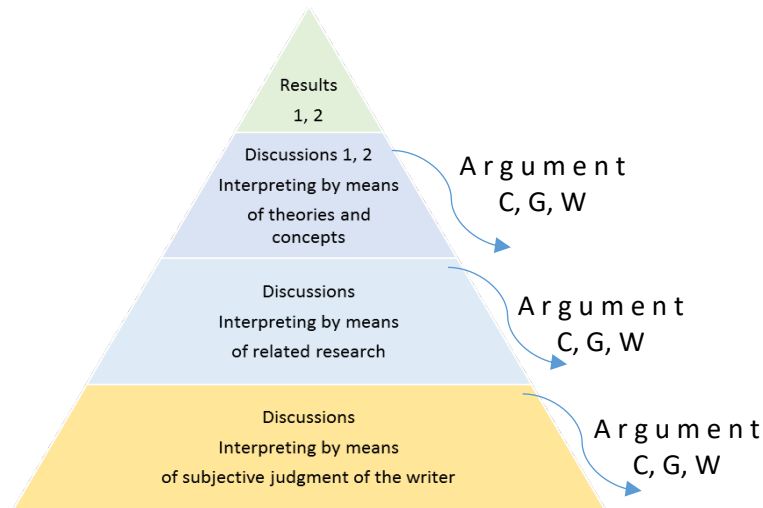 Results
1, 2
Discussions 1, 2
Interpreting by means
of theories and
concepts
Argument
C, G, W
Discussions
Interpreting by means
of related research
Argument
C, G, W
Discussions
Interpreting by means
of subjective judgment of the writer
Argument
C, G, W